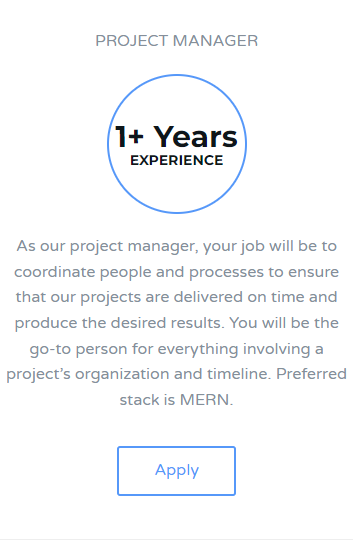 PROJECT MANAGER
1+ Years
EXPERIENCE
As our project manager, your job will be to
coordinate people and processes to ensure
that our projects are delivered on time and
produce the desired results. You will be the
go-to person for everything involving a
project's organization and timeline. Preferred
stack is MERN.
Apply